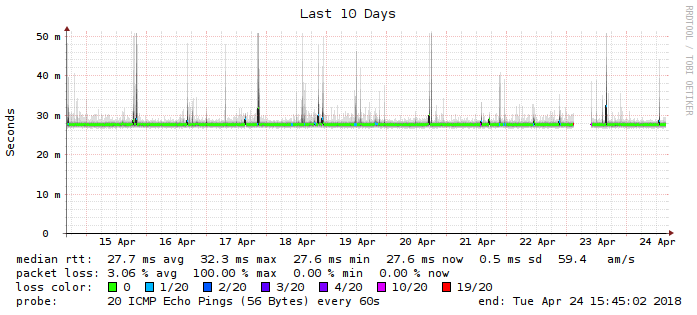 Last 10 Days
RRDTOOL / TOBI OETIKER
Seconds
50 m
40 m
30 m
20 m
10 m
0
15 Apr 16 Apr 17 Apr 18 Apr 19 Apr 20 Apr 21 Apr 22 Apr 23 Apr 24 Apr
median rtt: 27.7 ms avg 32.3 ms max 27.6 ms min 27.6 ms now 0.5 ms sd 59.4 am/s
packet loss: 3.06 % avg 100.00 % max 0.00 % min 0.00 % now
loss color: 0 1/20 2/20 3/20 4/20 10/20 19/20
probe: 20 ICMP Echo Pings (56 Bytes) every 60s end: Tue Apr 24 15:45:02 2018